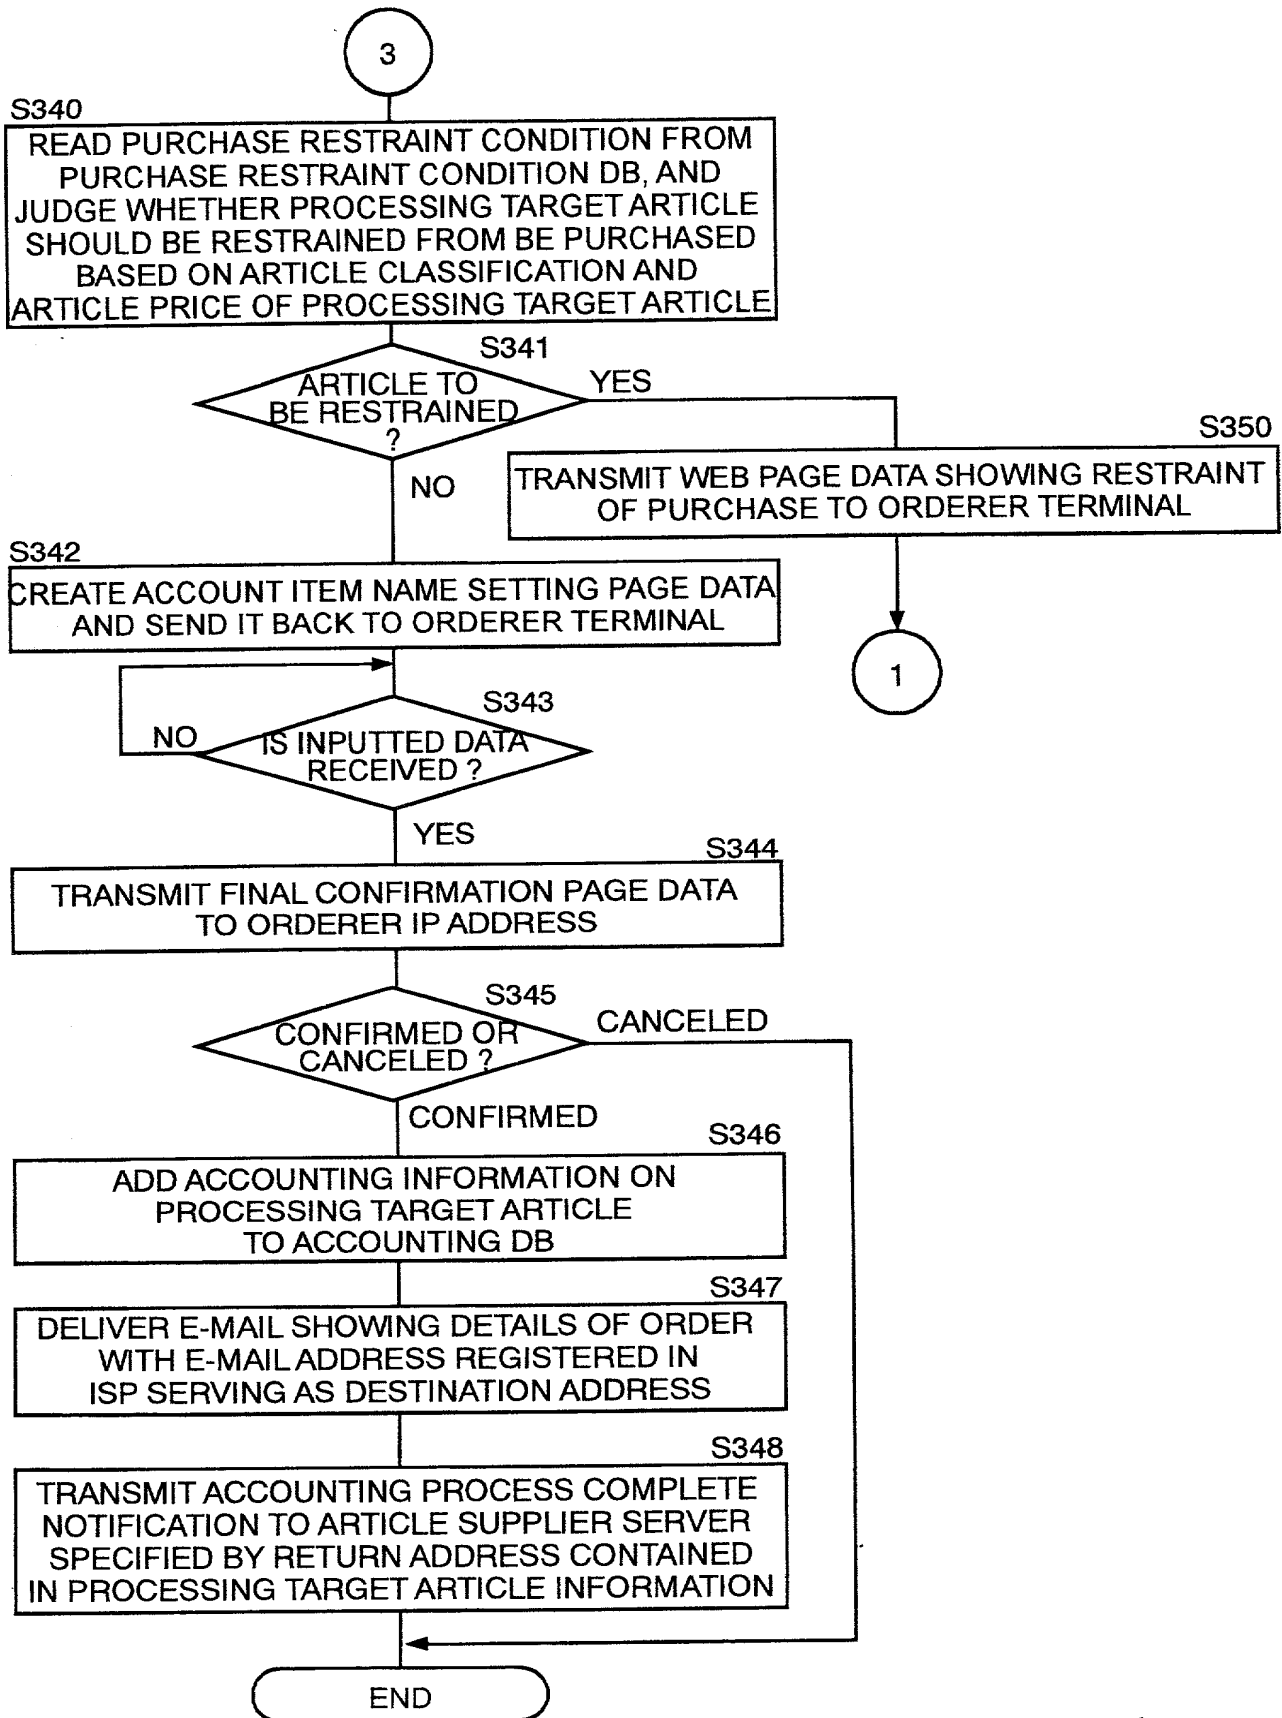 3
S340
READ PURCHASE RESTRAINT CONDITION FROM
PURCHASE RESTRAINT CONDITION DB, AND
JUDGE WHETHER PROCESSING TARGET ARTICLE
SHOULD BE RESTRAINED FROM BE PURCHASED
BASED ON ARTICLE CLASSIFICATION AND
ARTICLE PRICE OF PROCESSING TARGET ARTICLE
S341
ARTICLE TO
BE RESTRAINED
?
YES
NO
S350
TRANSMIT WEB PAGE DATA SHOWING RESTRAINT
OF PURCHASE TO ORDERER TERMINAL
1
S342
CREATE ACCOUNT ITEM NAME SETTING PAGE DATA
AND SEND IT BACK TO ORDERER TERMINAL
S343
NO
IS INPUTTED DATA
RECEIVED ?
YES
S344
TRANSMIT FINAL CONFIRMATION PAGE DATA
TO ORDERER IP ADDRESS
S345
CONFIRMED OR
CANCELED ?
CANCELED
CONFIRMED
S346
ADD ACCOUNTING INFORMATION ON
PROCESSING TARGET ARTICLE
TO ACCOUNTING DB
S347
DELIVER E-MAIL SHOWING DETAILS OF ORDER
WITH E-MAIL ADDRESS REGISTERED IN
ISP SERVING AS DESTINATION ADDRESS
S348
TRANSMIT ACCOUNTING PROCESS COMPLETE
NOTIFICATION TO ARTICLE SUPPLIER SERVER
SPECIFIED BY RETURN ADDRESS CONTAINED
IN PROCESSING TARGET ARTICLE INFORMATION
END